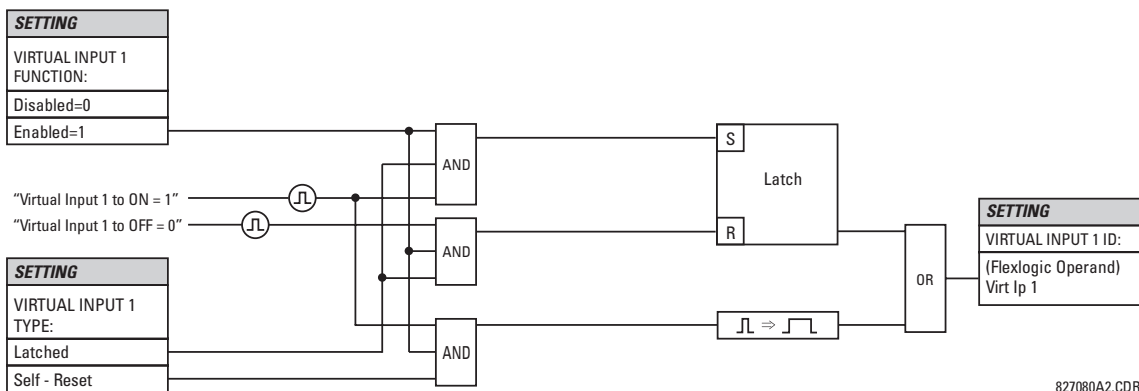 SETTING
VIRTUAL INPUT 1
FUNCTION:
Disabled=0
Enabled=1
“Virtual Input 1 to ON = 1”
“Virtual Input 1 to OFF = 0”
SETTING
VIRTUAL INPUT 1
TYPE:
Latched
Self - Reset
AND
AND
AND
S
Latch
R
OR
SETTING
VIRTUAL INPUT 1 ID:
(Flexlogic Operand)
Virt Ip 1
827080A2.CDR